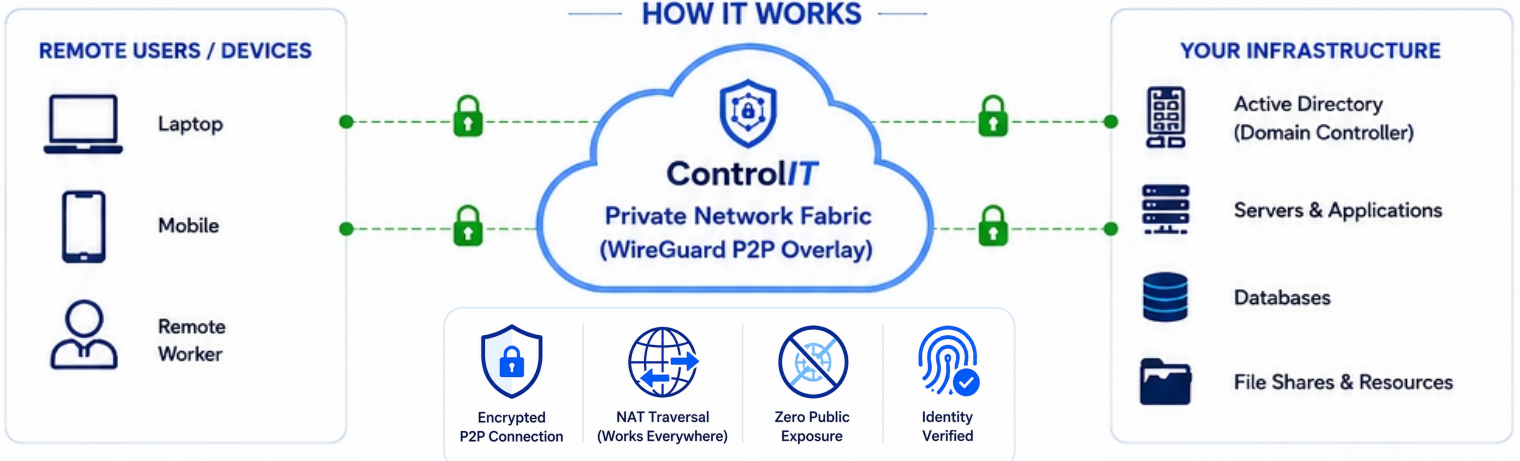 HOW IT WORKS
REMOTE USERS / DEVICES
Laptop
Mobile
Remote
Worker
ControlIT
Private Network Fabric
(WireGuard P2P Overlay)
Encrypted
P2P Connection
NAT Traversal
(Works Everywhere)
Zero Public
Exposure
Identity
Verified
YOUR INFRASTRUCTURE
Active Directory
(Domain Controller)
Servers & Applications
Databases
File Shares & Resources